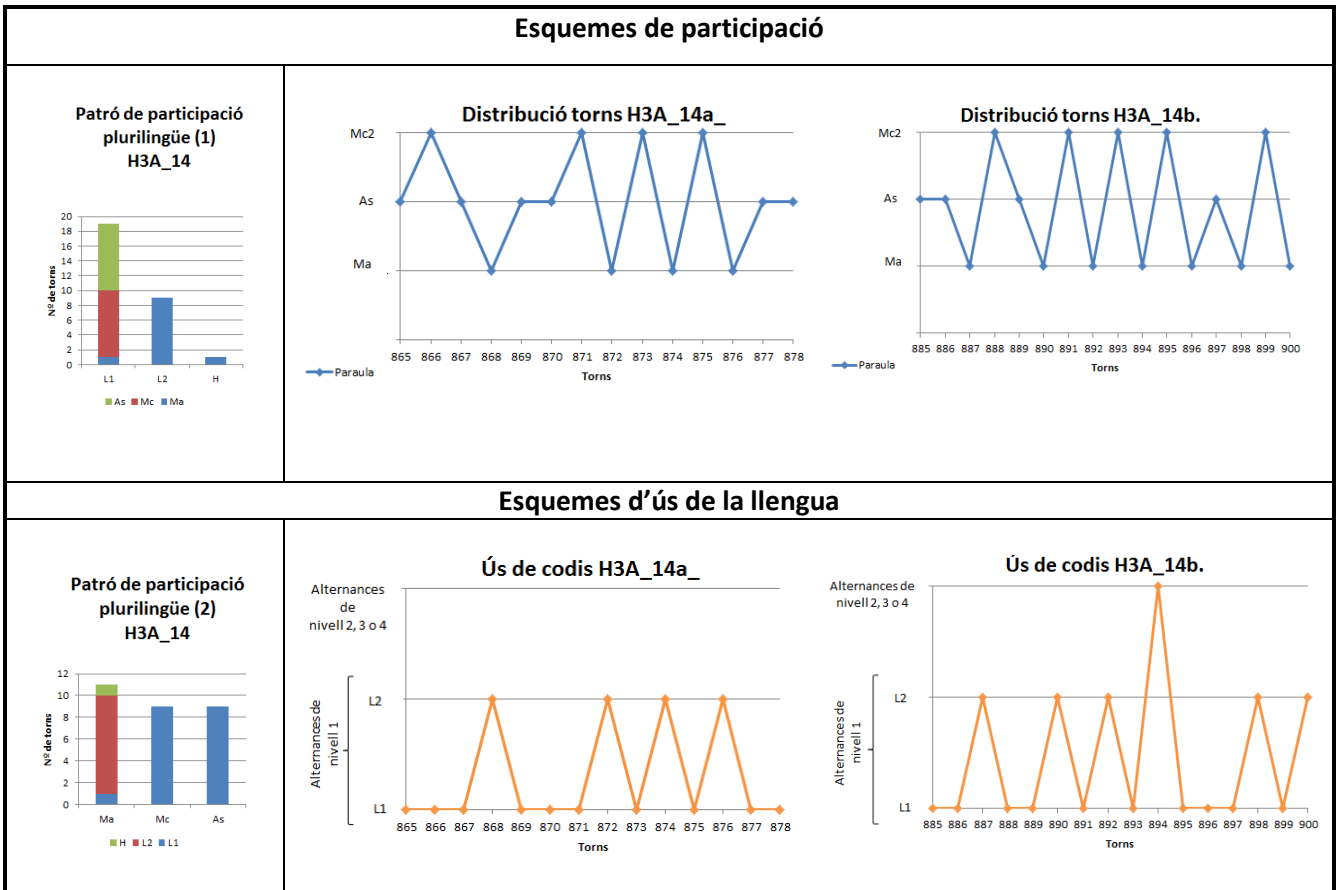 Esquemes de participació
Patró de participació
plurilingüe (1)
H3A_14
Nº de torns
20
18
16
14
12
10
8
6
4
2
0
L1 L2 H
As Mc Ma
Distribució torns H3A_14a_
Mc2
As
Ma
865 866 867 868 869 870 871 872 873 874 875 876 877 878
Paraula
Torns
Distribució torns H3A_14b.
Mc2
As
Ma
885 886 887 888 889 890 891 892 893 894 895 896 897 898 899 900
Paraula
Torns
Esquemes d'ús de la llengua
Patró de participació
plurilingüe (2)
H3A_14
Nº de torns
12
10
8
6
4
2
0
Ma Mc As
H L2 L1
Ús de codis H3A_14a_
Alternances
de
nivell 2, 3 o 4
Alternances de
nivell 1
L2
L1
865 866 867 868 869 870 871 872 873 874 875 876 877 878
Torns
Ús de codis H3A_14b.
Alternances de
nivell 2, 3 o 4
Alternances de
nivell 1
L2
L1
885 886 887 888 889 890 891 892 893 894 895 896 897 898 899 900
Torns